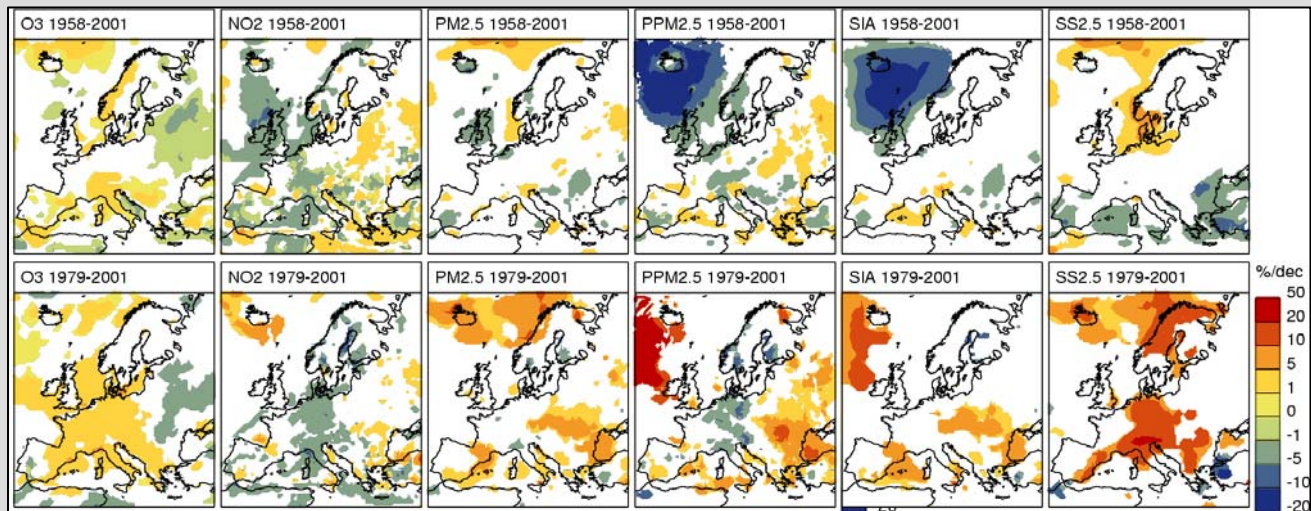 O3 1958-2001
NO2 1958-2001
PM2.5 1958-2001
PPM2.5 1958-2001
SIA 1958-2001
SS2.5 1958-2001
O3 1979-2001
NO2 1979-2001
PM2.5 1979-2001
PPM2.5 1979-2001
SIA 1979-2001
SS2.5 1979-2001
%/dec
50
20
10
5
1
0
-1
-5
-10
-20